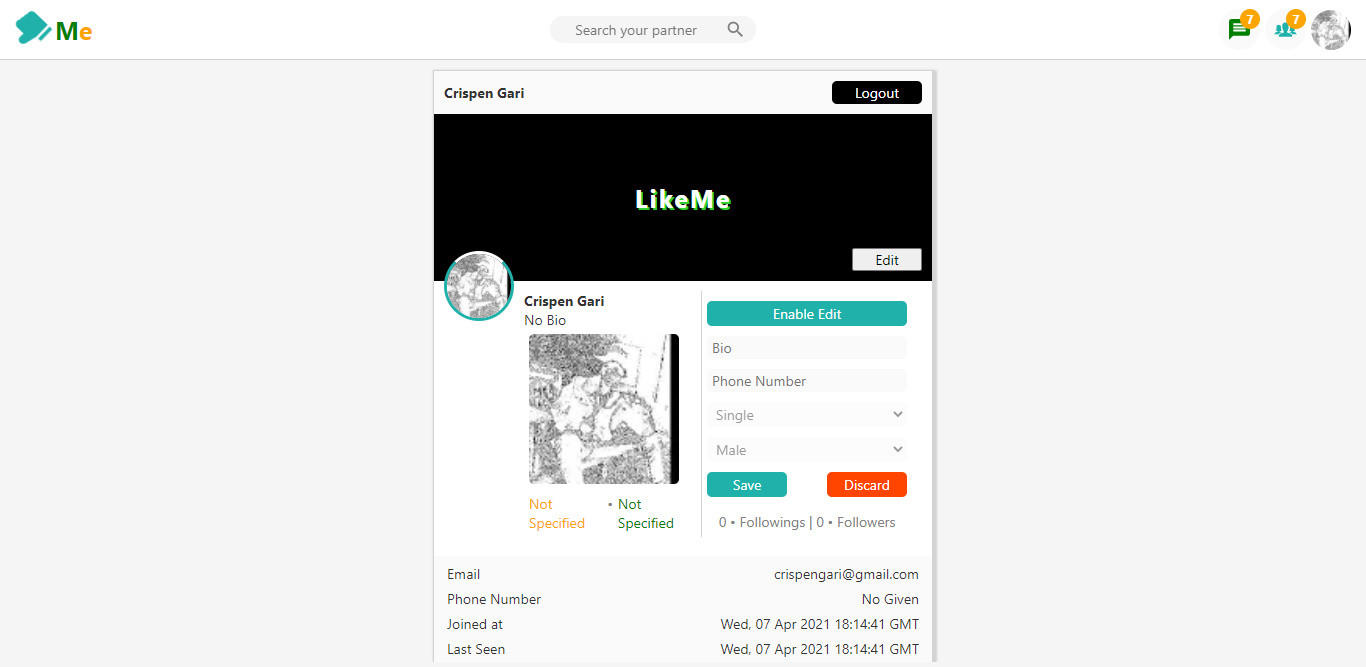 Me
Search your partner
7
7
Crispen Gari
Logout
LikeMe
Edit
Crispen Gari
No Bio
Not
Specified
• Not
Specified
Enable Edit
Bio
Phone Number
Single
Male
Save
Discard
0 • Followings | 0 • Followers
Email
crispengari@gmail.com
Phone Number
No Given
Joined at
Wed, 07 Apr 2021 18:14:41 GMT
Last Seen
Wed, 07 Apr 2021 18:14:41 GMT